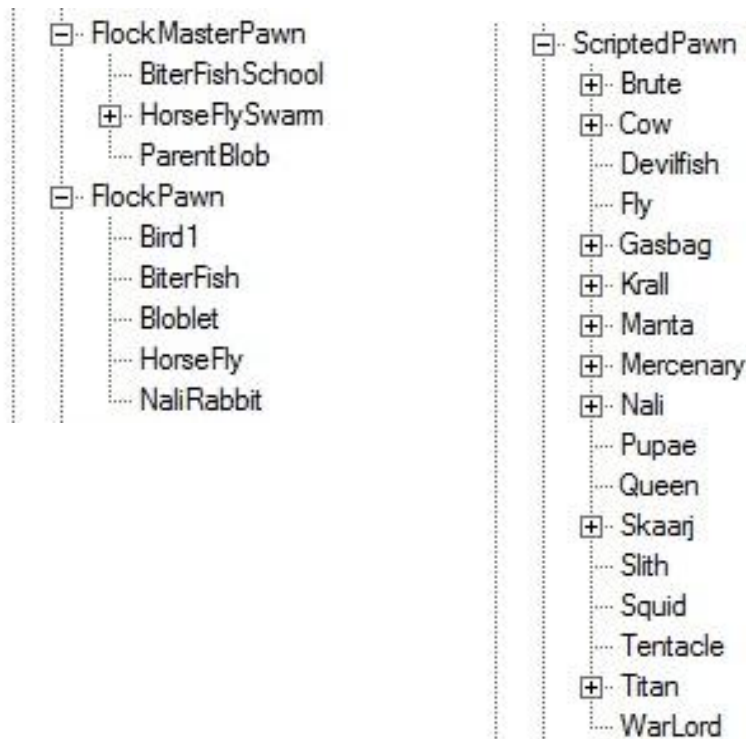 FlockMasterPawn
BiterFishSchool
HorseFlySwarm
ParentBlob
FlockPawn
Bird1
BiterFish
Bloblet
HorseFly
NaliRabbit
ScriptedPawn
Brute
Cow
Devilfish
Fly
Gasbag
Krall
Manta
Mercenary
Nali
Pupae
Queen
Skaarj
Slith
Squid
Tentacle
Titan
WarLord